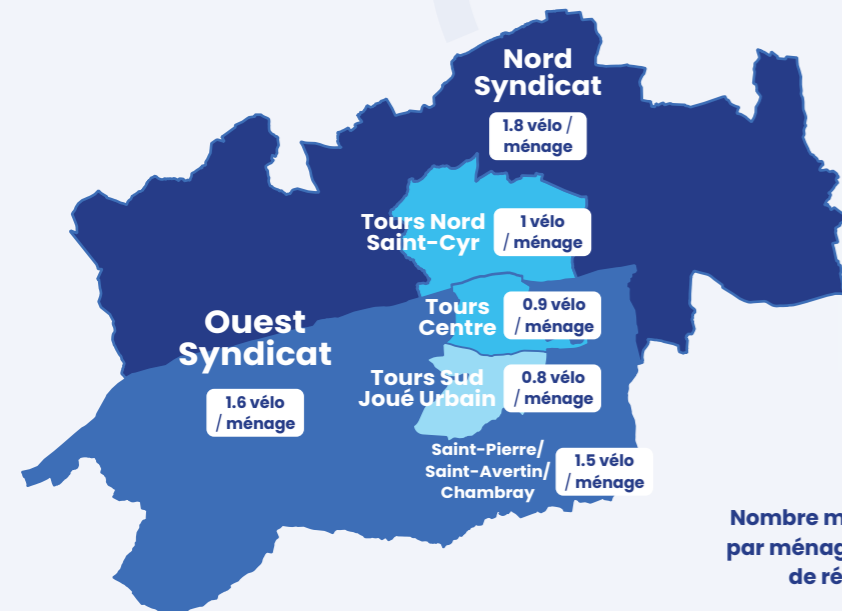 Nord
Syndicat
1.8 vélo /
ménage
Tours Nord
Saint-Cyr
1 vélo
/ ménage
Tours
Centre
0.9 vélo
/ ménage
Ouest
Syndicat
1.6 vélo
/ ménage
Tours Sud
Joué Urbain
0.8 vélo
/ ménage
Saint-Pierre/
Saint-Avertin/
Chambray
1.5 vélo
/ ménage
Nombre
par
de